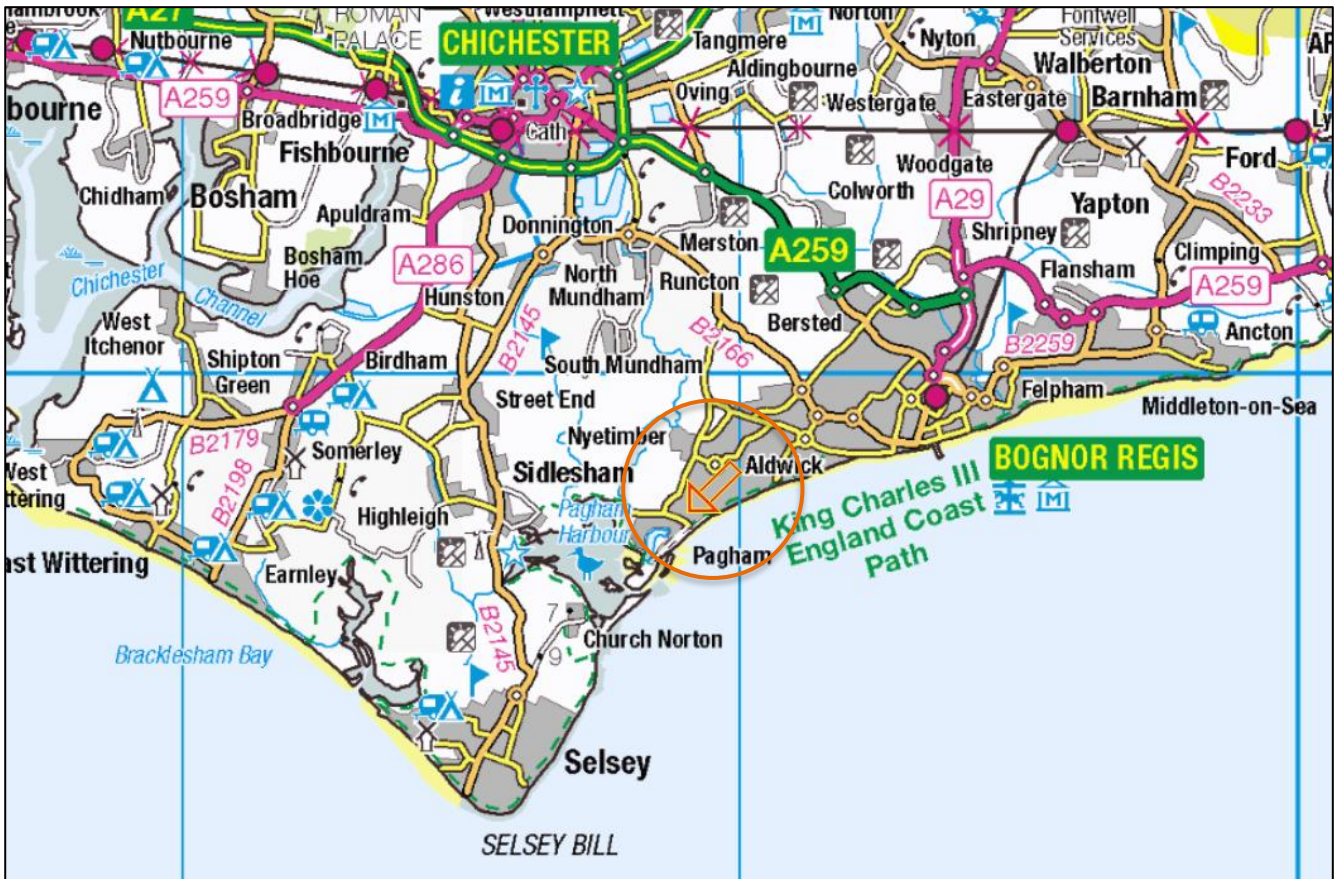 ROMAN
PALACE
Westhampnett
Norton
Fontwell
Services
A27
Nutbourne
CHICHESTER
Tangmere
Nyton
Walberton
Aldingbourne
A259
Oving
Westergate
Eastergate
Barnham
bourne
Broadbridge
Cath
Fishbourne
Woodgate
Ford
Chidham
Bosham
Colworth
A29
Yapton
B2233
Apuldram
Donnington
Merston
Shripney
Climping
Bosham
Hoe
A286
A259
Flansham
A259
Chichester
Channel
North
Mundham
Runcton
Hunston
West
Itchenor
B2145
Bersted
Ancton
Shipton
Green
Birdham
South Mundham
B2166
B2259
Street End
Felpham
Middleton-on-Sea
B2179
Nyetimber
Somerley
Sidlesham
Aldwick
BOGNOR REGIS
West
ttering
B2198
Highleigh
Pagham
Harbour
King Charles III
England Coast
Path
Pagham
ast Wittering
Earnley
B2145
7
Church Norton
9
Bracklesham Bay
Selsey
SELSEY BILL